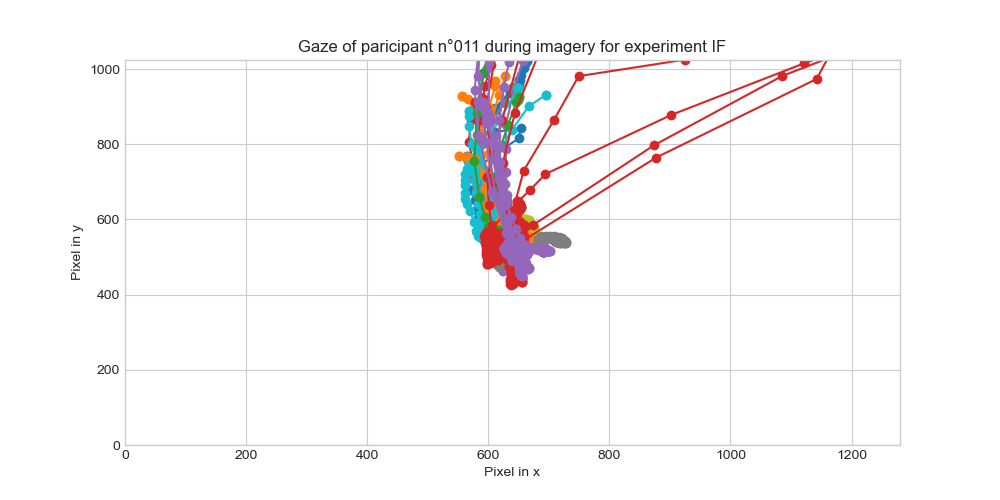 Gaze of paricipant n°011 during imagery for experiment IF
1000
800
600
400
200
0
Pixel in y
0 200 400 600 800 1000 1200
Pixel in x